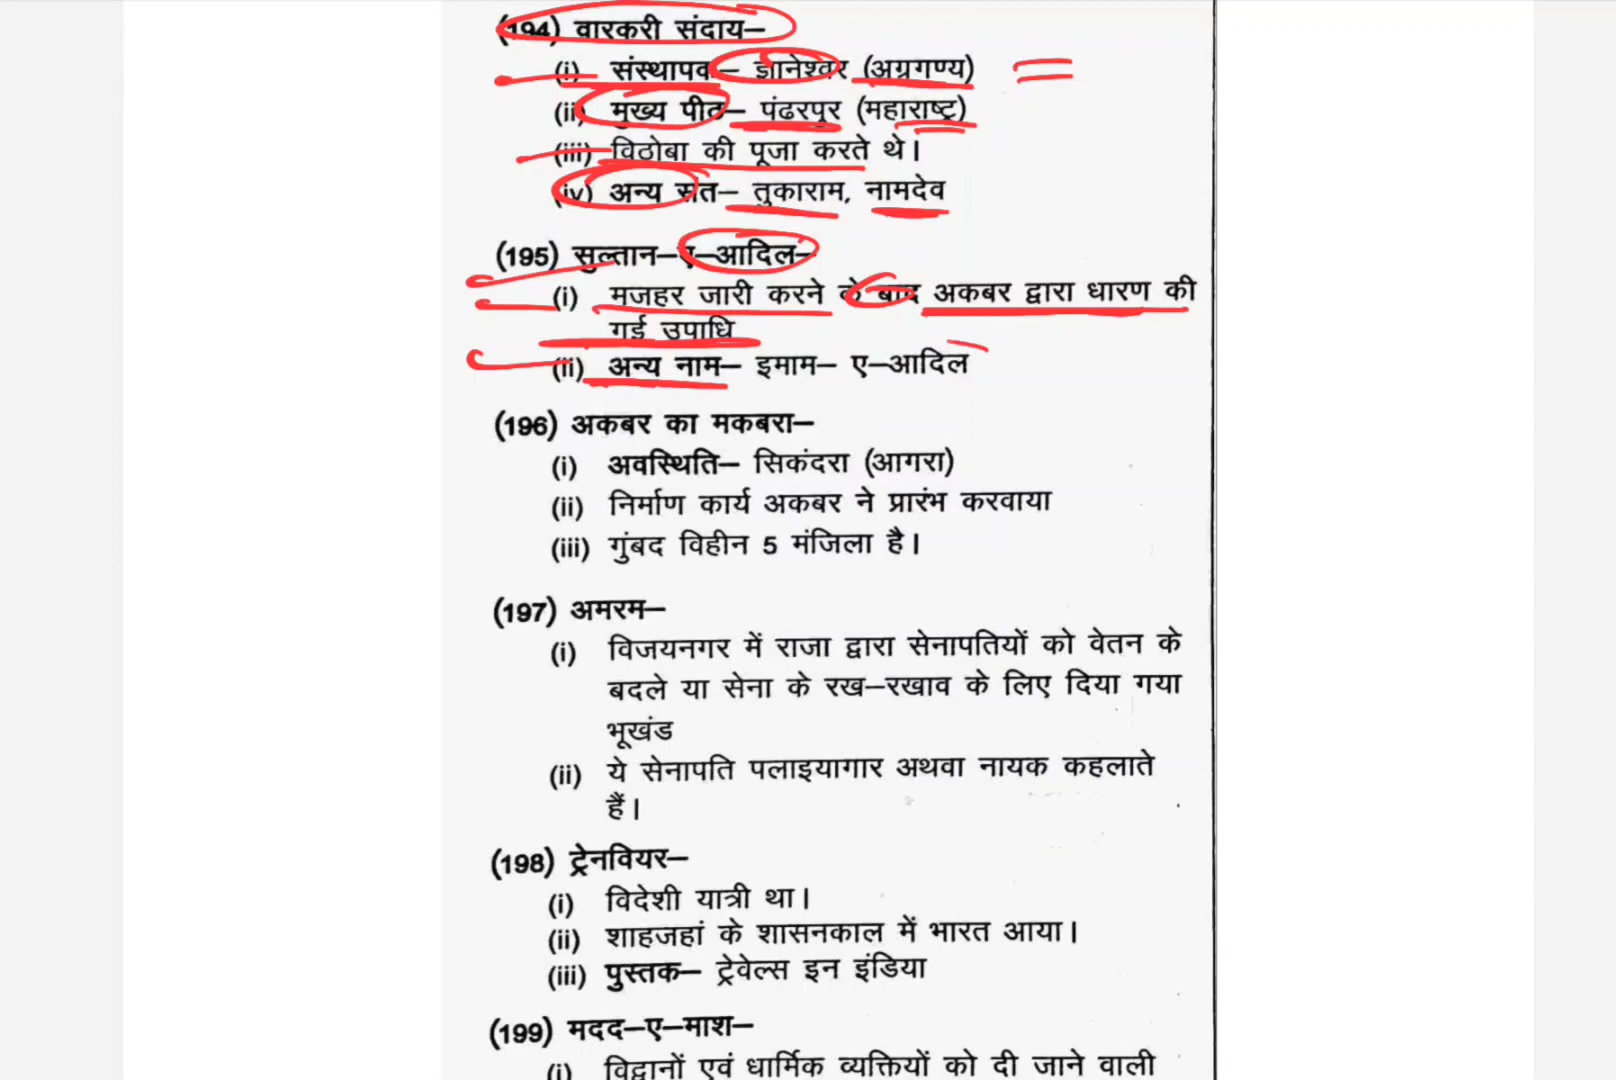 (194) वारकरी संदाय–
(i) संस्थापक– ज्ञानेश्वर (अग्रगण्य)
(ii) मुख्य पीठ– पंढरपुर (महाराष्ट्र)
(iii) विठोबा की पूजा करते थे।
(iv) अन्य संत– तुकाराम, नामदेव
(195) सुल्तान–ए–आदिल–
(i) मजहर जारी करने के बाद अकबर द्वारा धारण की
गई उपाधि
(ii) अन्य नाम– इमाम– ए–आदिल
(196) अकबर का मकबरा–
(i) अवस्थिति– सिकंदरा (आगरा)
(ii) निर्माण कार्य अकबर ने प्रारंभ करवाया
(iii) गुंबद विहीन 5 मंजिला है।
(197) अमरम–
(i) विजयनगर में राजा द्वारा सेनापतियों को वेतन के
बदले या सेना के रख–रखाव के लिए दिया गया
भूखंड
(ii) ये सेनापति पलाइयागार अथवा नायक कहलाते
हैं।
(198) ट्रेनवियर–
(i) विदेशी यात्री था।
(ii) शाहजहां के शासनकाल में भारत आया।
(iii) पुस्तक– ट्रेवेल्स इन इंडिया
(199) मदद–ए–माश–
(i) विद्वानों एवं धार्मिक व्यक्तियों को दी जाने वाली